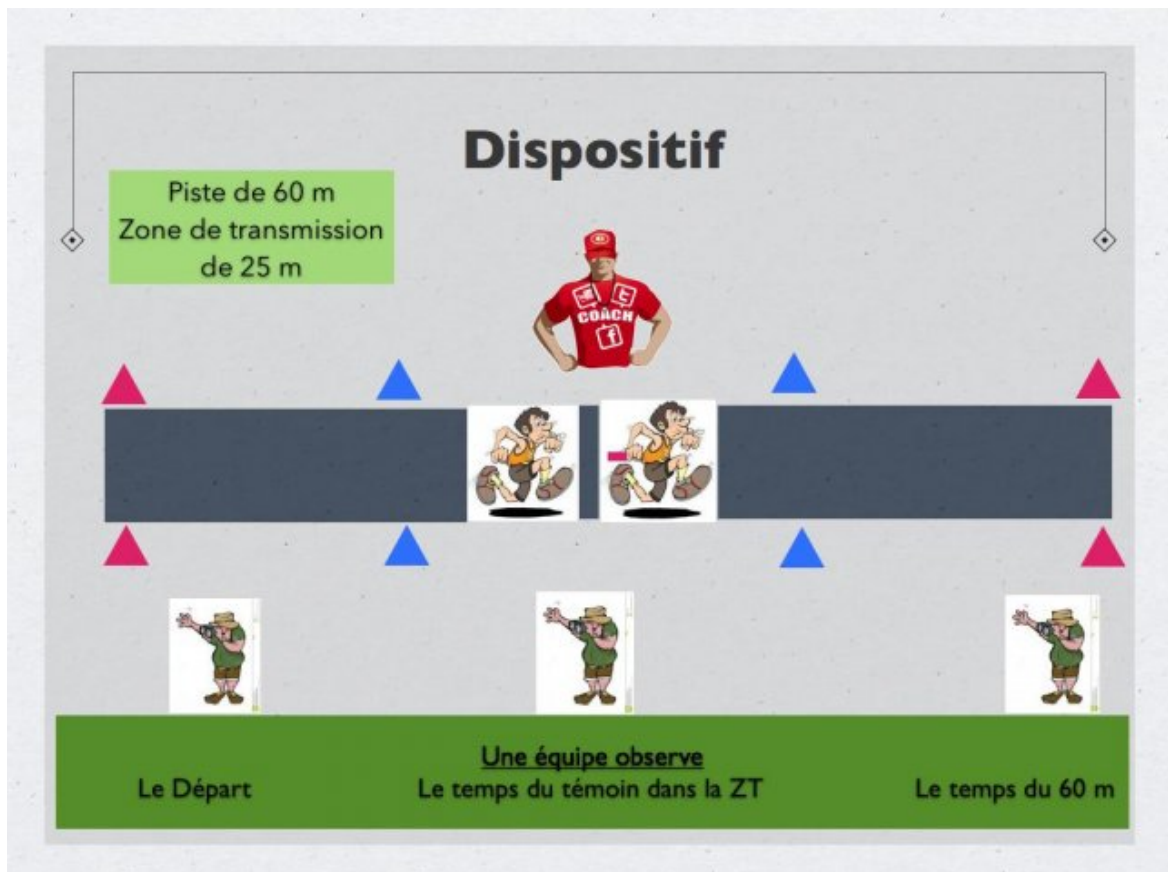 Dispositif
Piste de 60 m
Zone de transmission
de 25 m
COACH
Une équipe observe
Le Départ
Le temps du témoin dans la ZT
Le temps du 60 m